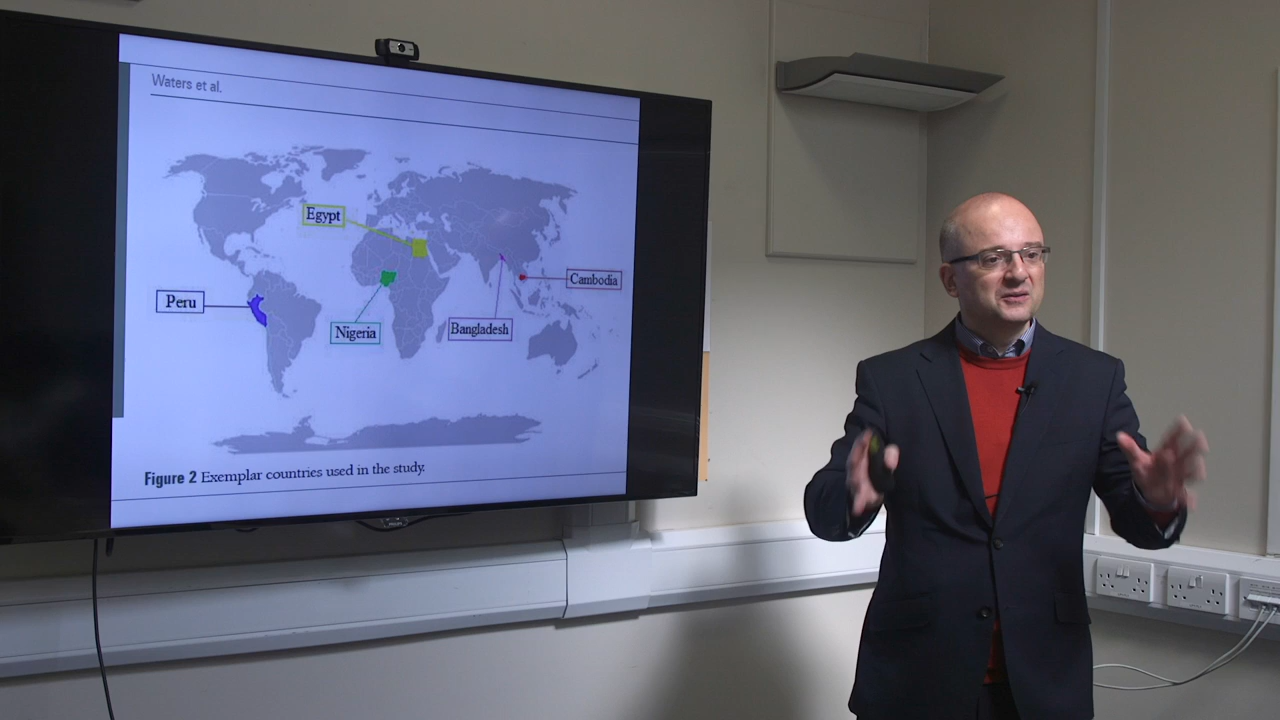 Waters et al.
Egypt
Cambodia
Peru
Nigeria
Bangladesh
Figure 2 Exemplar countries used in the study.